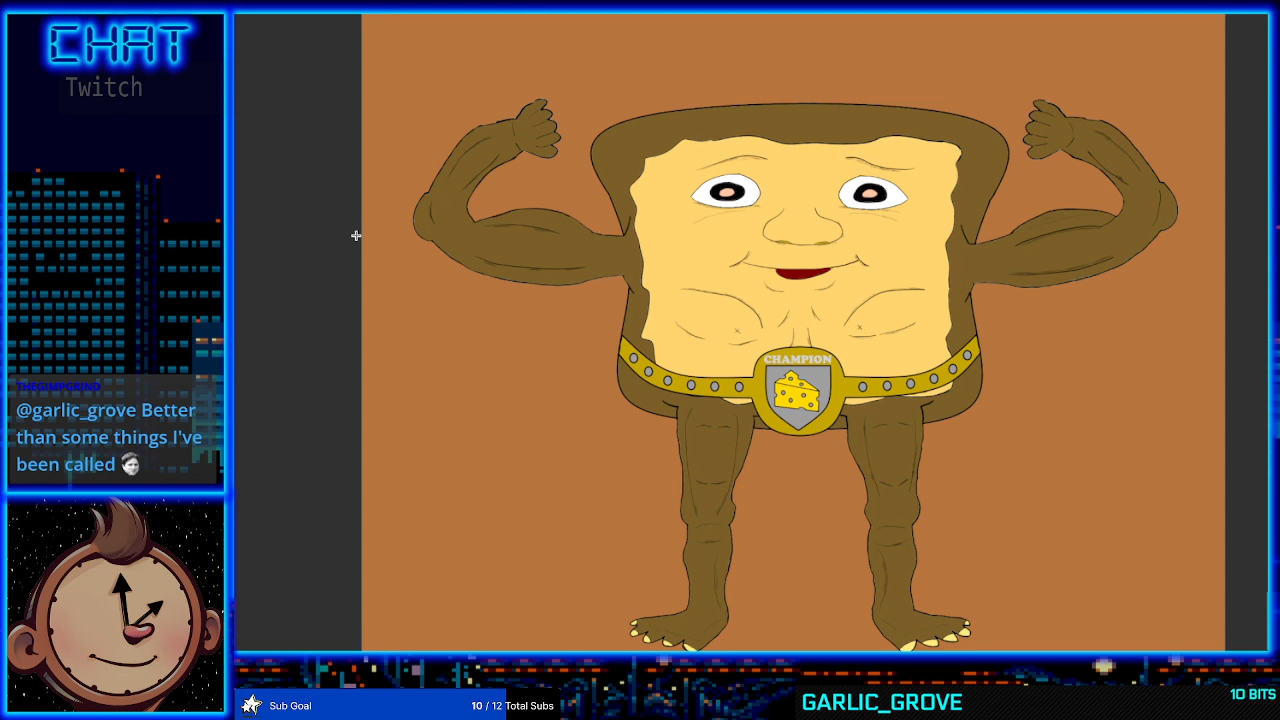 CHAT
Twitch
THEGIMPGRIND
@garlic_grove Better
than some things I've
been called
CHAMPION
Sub Goal
10 / 12 Total Subs
GARLIC_GROVE
10 BITS